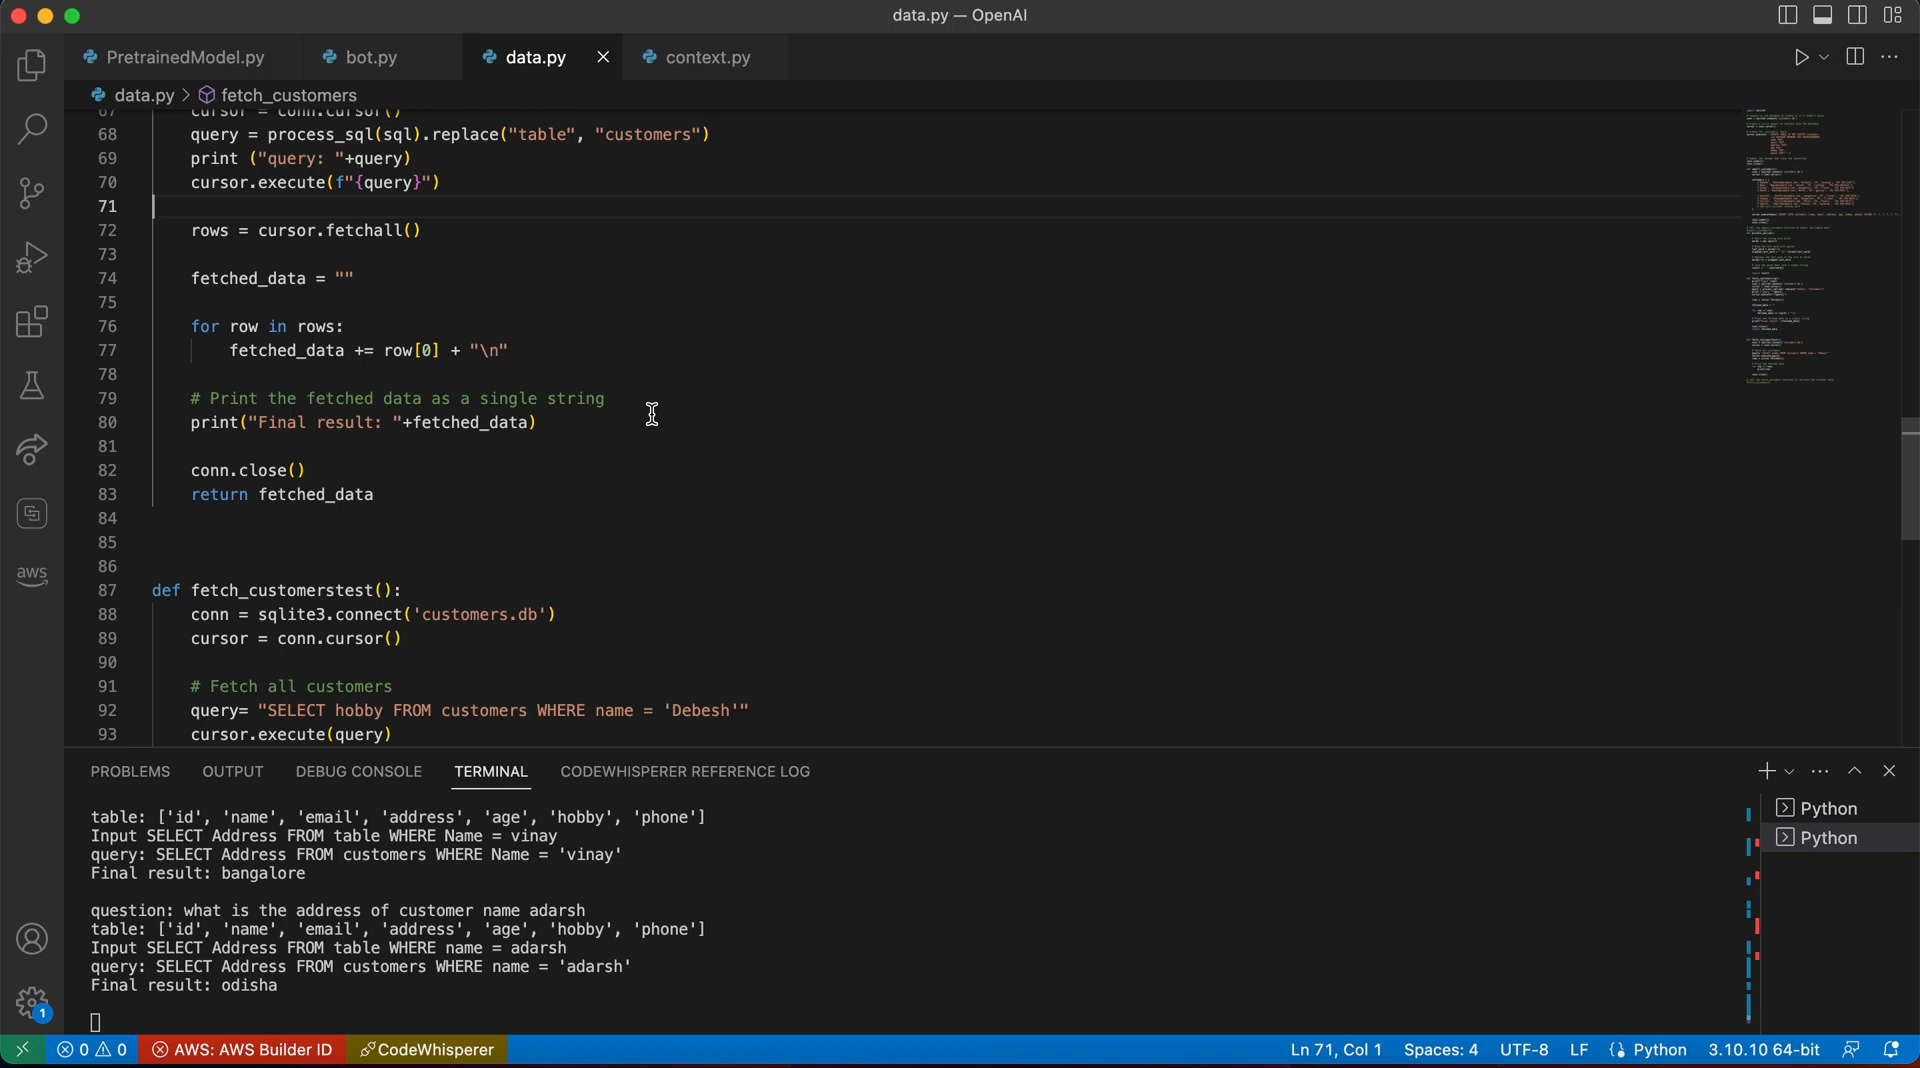 data.py — OpenAI
PretrainedModel.py
bot.py
data.py
context.py
data.py > fetch_customers
67 cursor = conn.cursor()
68 query = process_sql(sql).replace("table", "customers")
69 print ("query: "+query)
70 cursor.execute(f"{query}")
71
72 rows = cursor.fetchall()
73
74 fetched_data = ""
75
76 for row in rows:
77 fetched_data += row[0] + "\n"
78
79 # Print the fetched data as a single string
80 print("Final result: "+fetched_data)
81
82 conn.close()
83 return fetched_data
84
85
86
87 def fetch_customerstest():
88 conn = sqlite3.connect('customers.db')
89 cursor = conn.cursor()
90
91 # Fetch all customers
92 query= "SELECT hobby FROM customers WHERE name = 'Debesh'"
93 cursor.execute(query)
aws
PROBLEMS OUTPUT DEBUG CONSOLE TERMINAL CODEWHISPERER REFERENCE LOG
table: ['id', 'name', 'email', 'address', 'age', 'hobby', 'phone']
Input SELECT Address FROM table WHERE Name = vinay
query: SELECT Address FROM customers WHERE Name = 'vinay'
Final result: bangalore
question: what is the address of customer name adarsh
table: ['id', 'name', 'email', 'address', 'age', 'hobby', 'phone']
Input SELECT Address FROM table WHERE name = adarsh
query: SELECT Address FROM customers WHERE name = 'adarsh'
Final result: odisha
Python
Python
1
0 0 AWS: AWS Builder ID CodeWhisperer Ln 71, Col 1 Spaces: 4 UTF-8 LF Python 3.10.10 64-bit